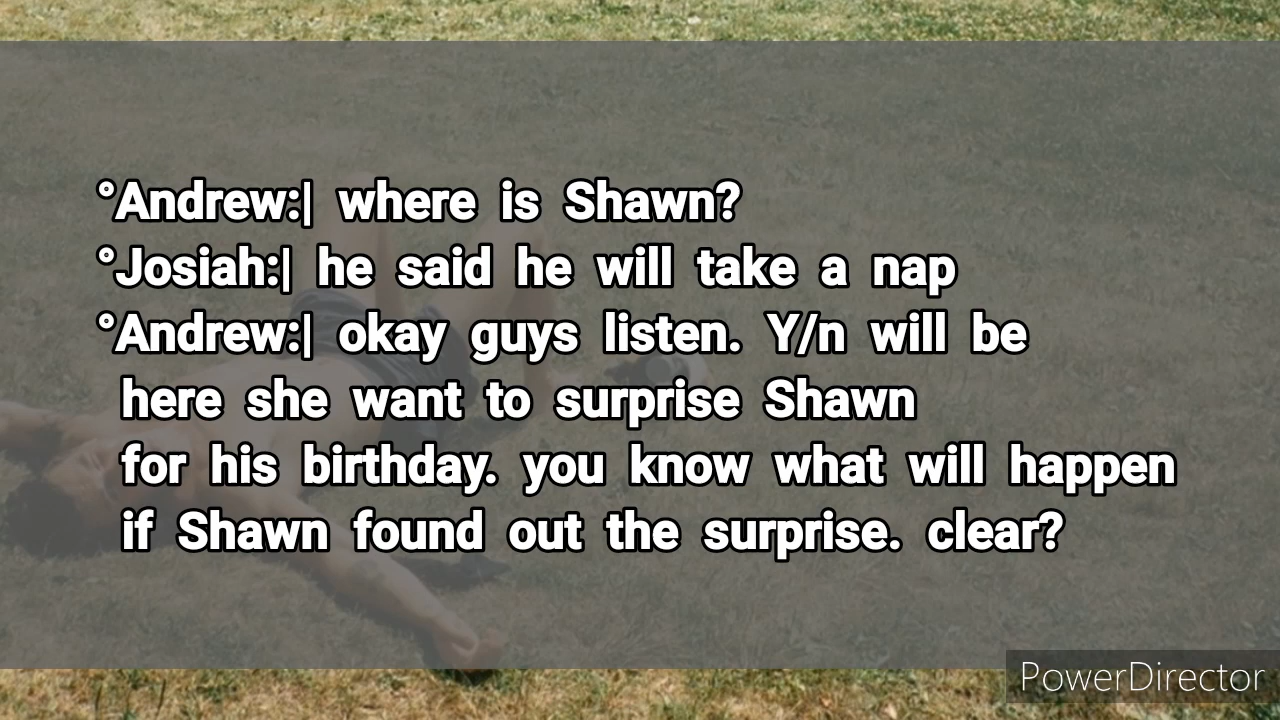 °Andrew:| where is Shawn?
°Josiah:| he said he will take a nap
°Andrew:| okay guys listen. Y/n will be
here she want to surprise Shawn
for his birthday. you know what will happen
if Shawn found out the surprise. clear?
PowerDirector